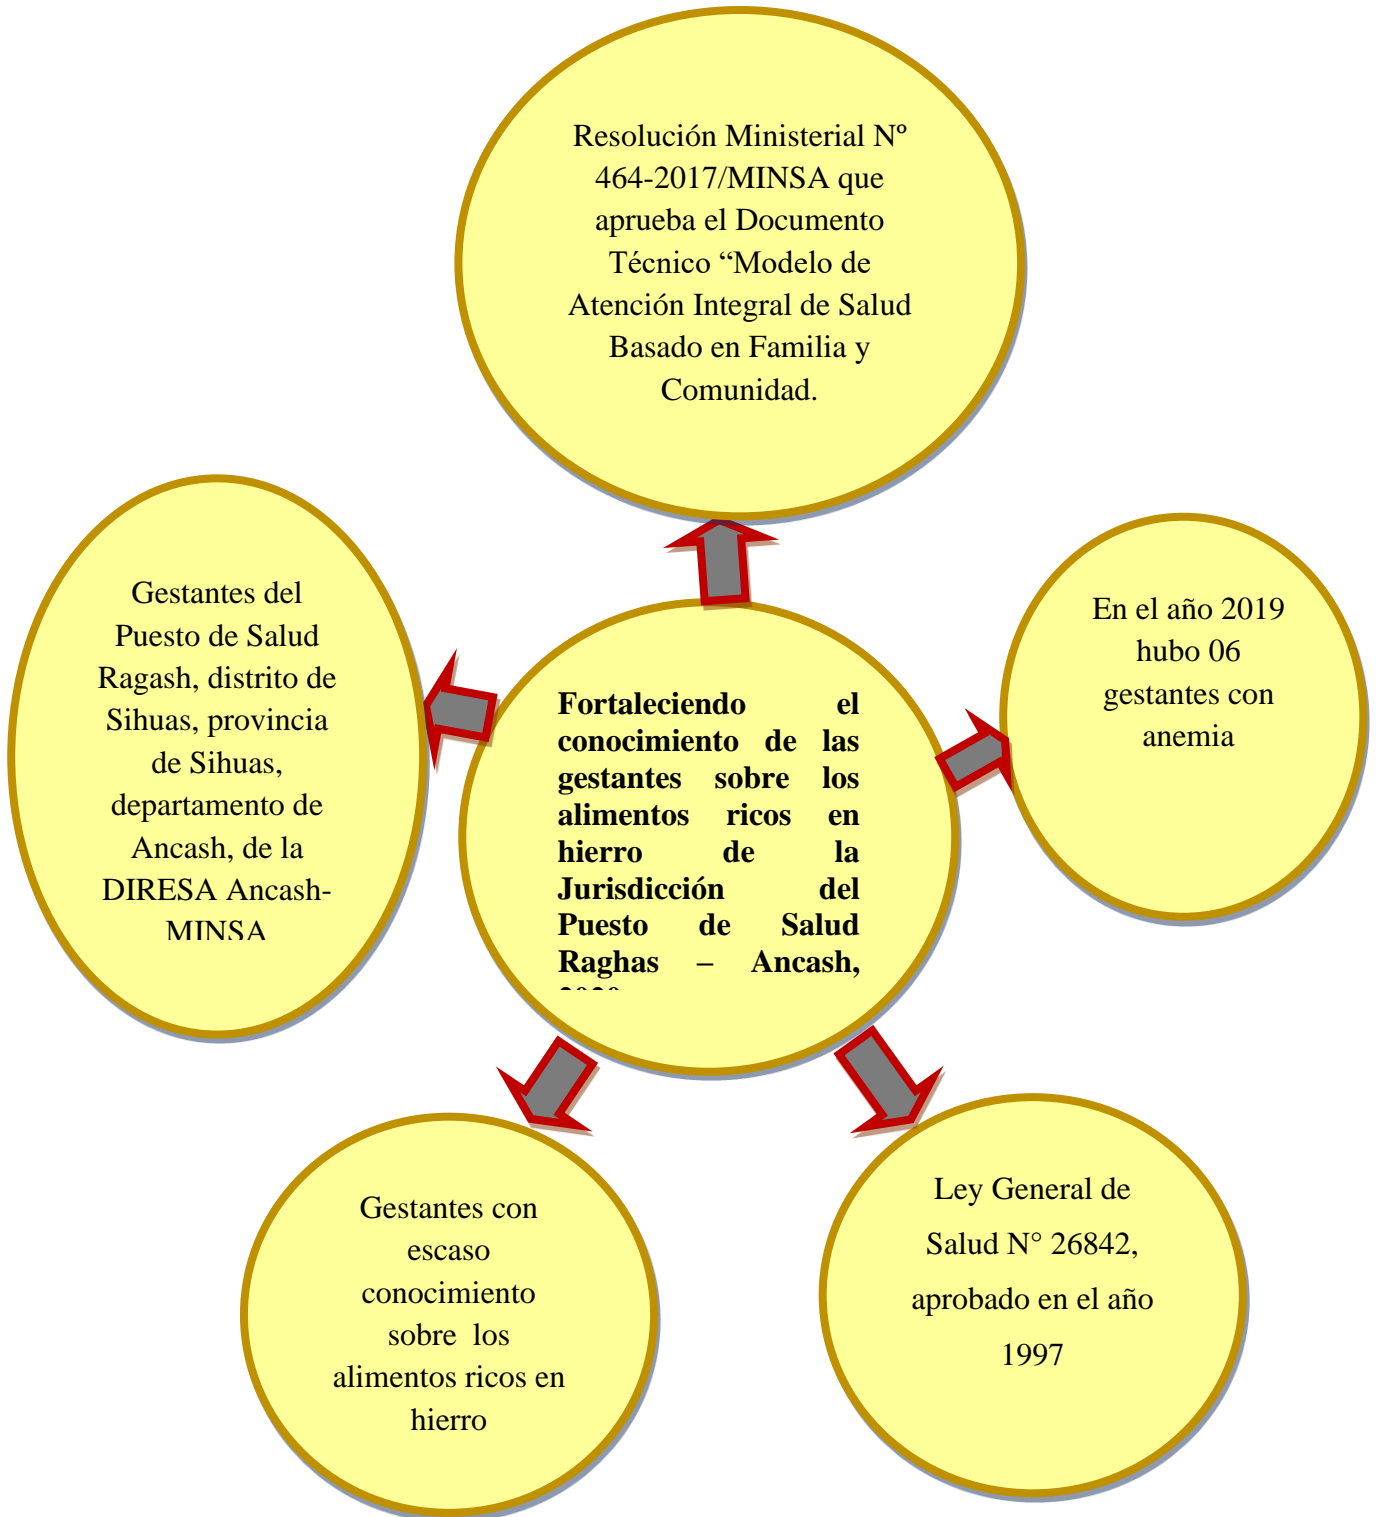 Resolución Ministerial Nº
464-2017/MINSA que
aprueba el Documento
Técnico “Modelo de
Atención Integral de Salud
Basado en Familia y
Comunidad.
Gestantes del
Puesto de Salud
Ragash, distrito de
Sihuas, provincia
de Sihuas,
departamento de
Ancash, de la
DIRESA Ancash-
MINSA
En el año 2019
hubo 06
gestantes con
anemia
Fortaleciendo el
conocimiento de las
gestantes sobre los
alimentos ricos en
hierro de la
Jurisdicción del
Puesto de Salud
Raghas – Ancash,
Gestantes con
escaso
conocimiento
sobre los
alimentos ricos en
hierro
Ley General de
Salud N° 26842,
aprobado en el año
1997